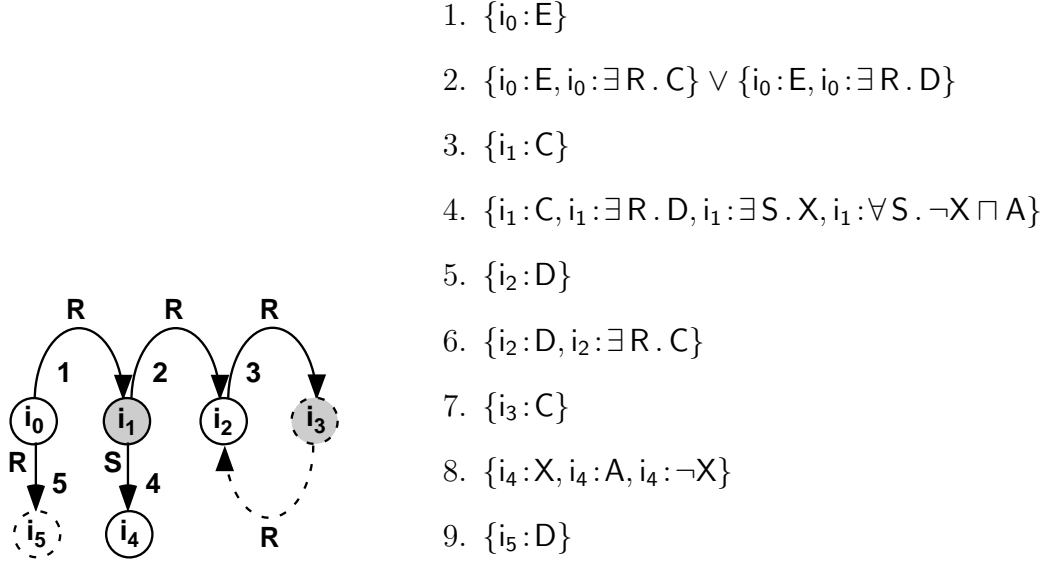 1. {i₀:E}
2. {i₀:E, i₀:∃R.C} ∨ {i₀:E, i₀:∃R.D}
3. {i₁:C}
4. {i₁:C, i₁:∃R.D, i₁:∃S.X, i₁:∀S.¬X⊓A}
5. {i₂:D}
6. {i₂:D, i₂:∃R.C}
7. {i₃:C}
8. {i₄:X, i₄:A, i₄:¬X}
9. {i₅:D}
R R R
1 2 3
i₀ i₁ i₂ i₃
R S
5 4
i₅ i₄ R